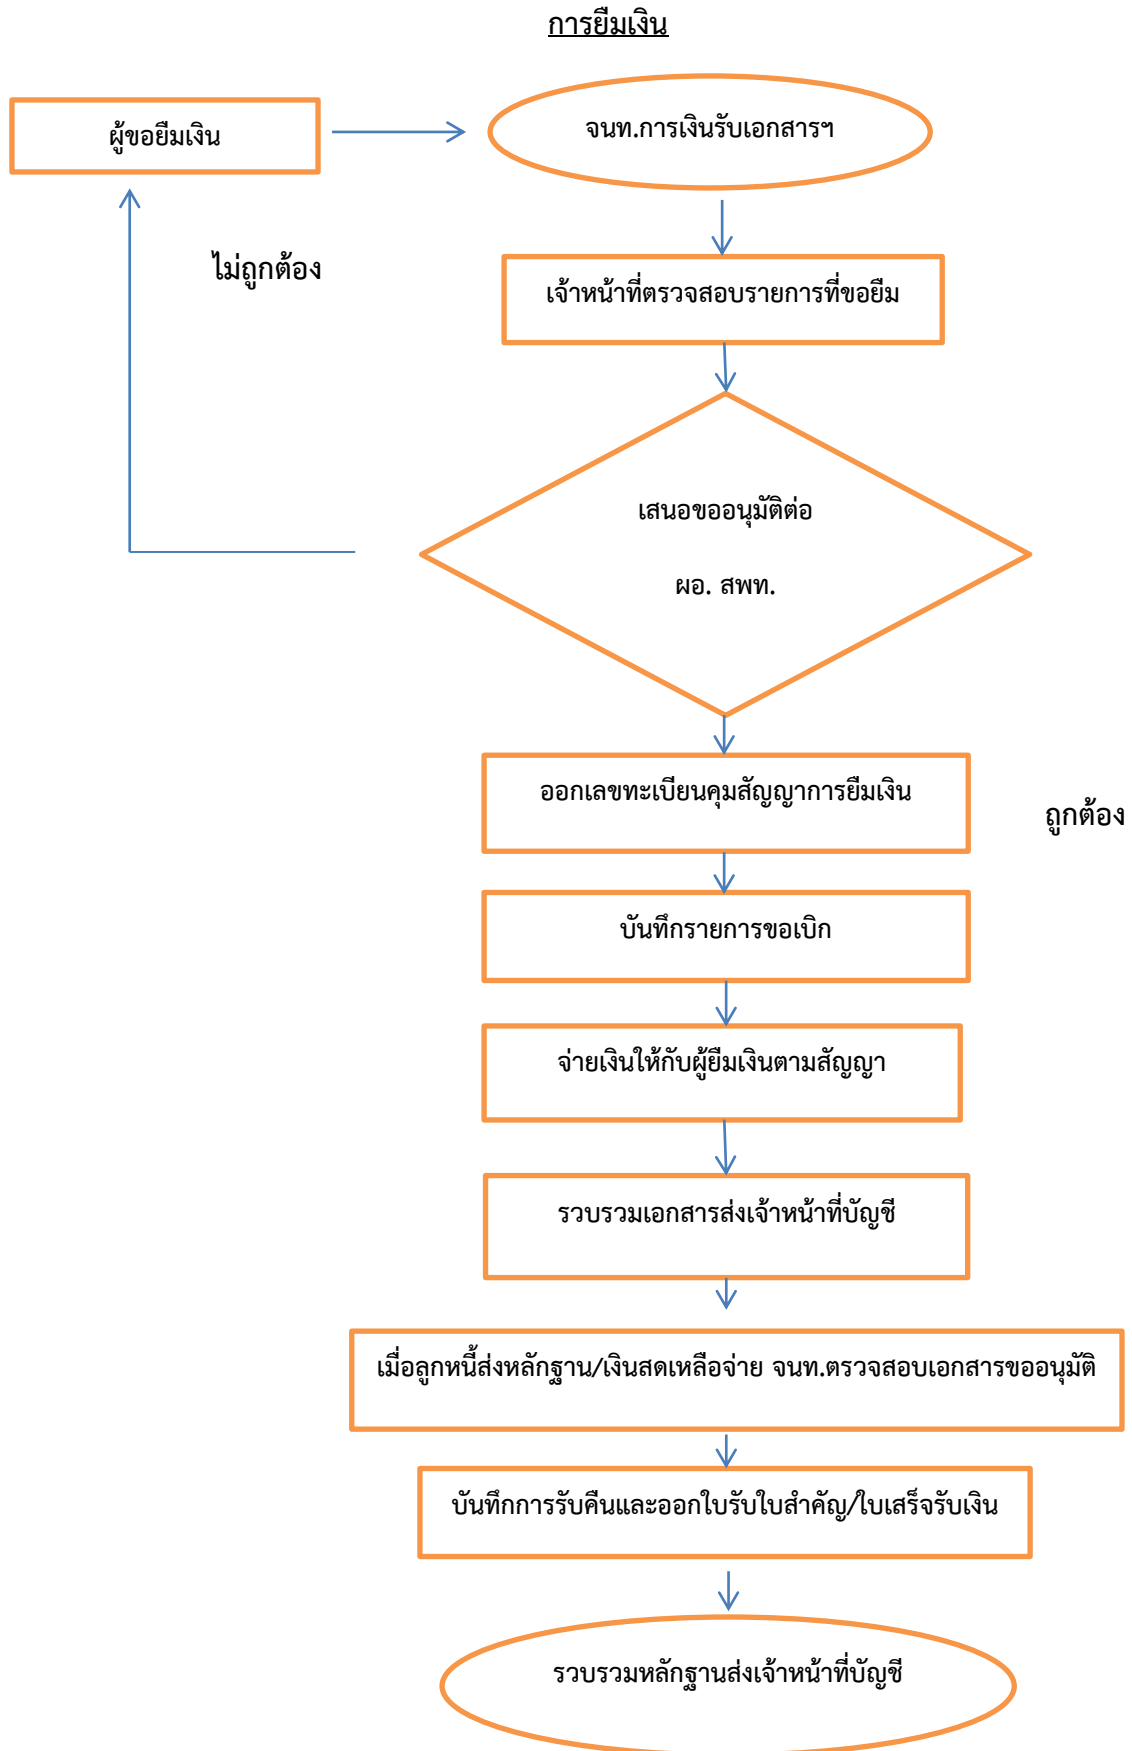 การยืมเงิน
ผู้ขอยืมเงิน
จนท.การเงินรับเอกสารฯ
ไม่ถูกต้อง
เจ้าหน้าที่ตรวจสอบรายการที่ขอยืม
เสนอขออนุมัติต่อ
ผอ. สพท.
ออกเลขทะเบียนคุมสัญญาการยืมเงิน
ถูกต้อง
บันทึกรายการขอเบิก
จ่ายเงินให้กับผู้ยืมเงินตามสัญญา
รวบรวมเอกสารส่งเจ้าหน้าที่บัญชี
เมื่อลูกหนี้ส่งหลักฐาน/เงินสดเหลือจ่าย จนท.ตรวจสอบเอกสารขออนุมัติ
บันทึกการรับคืนและออกใบรับใบสำคัญ/ใบเสร็จรับเงิน
รวบรวมหลักฐานส่งเจ้าหน้าที่บัญชี